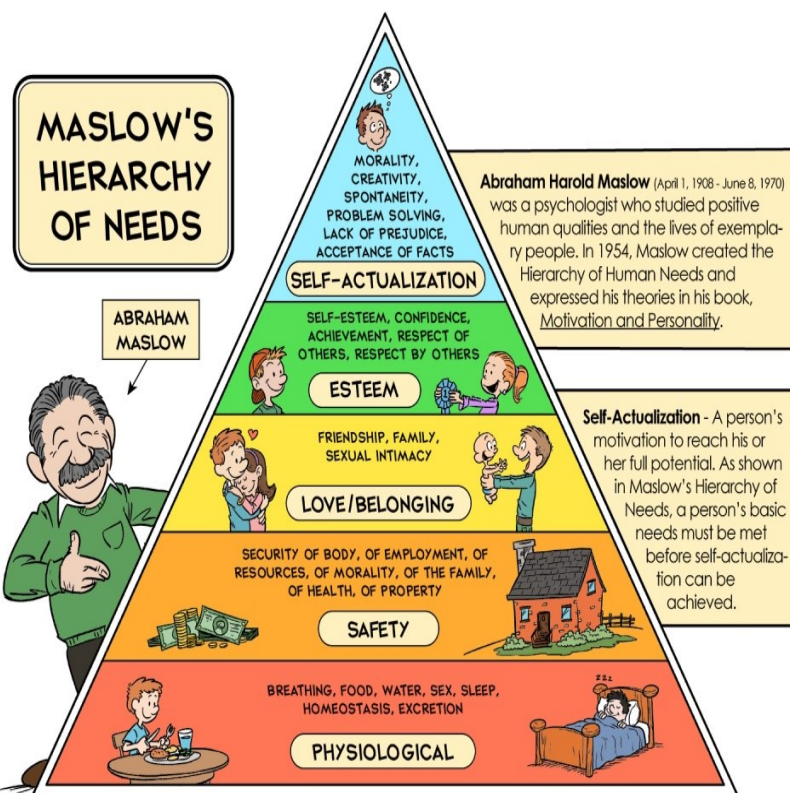 MASLOW'S
HIERARCHY
OF NEEDS
ABRAHAM
MASLOW
MORALITY,
CREATIVITY,
SPONTANEITY,
PROBLEM SOLVING,
LACK OF PREJUDICE,
ACCEPTANCE OF FACTS
SELF-ACTUALIZATION
SELF-ESTEEM, CONFIDENCE,
ACHIEVEMENT, RESPECT OF
OTHERS, RESPECT BY OTHERS
ESTEEM
1
FRIENDSHIP, FAMILY,
SEXUAL INTIMACY
LOVE/BELONGING
SECURITY OF BODY, OF EMPLOYMENT, OF
RESOURCES, OF MORALITY, OF THE FAMILY,
OF HEALTH, OF PROPERTY
SAFETY
BREATHING, FOOD, WATER, SEX, SLEEP,
HOMEOSTASIS, EXCRETION
PHYSIOLOGICAL
zzz
Abraham Harold Maslow (April 1, 1908 - June 8, 1970)
was a psychologist who studied positive
human qualities and the lives of exempla-
ry people. In 1954, Maslow created the
Hierarchy of Human Needs and
expressed his theories in his book,
Motivation and Personality.
Self-Actualization - A person's
motivation to reach his or
her full potential. As shown
in Maslow's Hierarchy of
Needs, a person's basic
needs must be met
before self-actualiza-
tion can be
achieved.